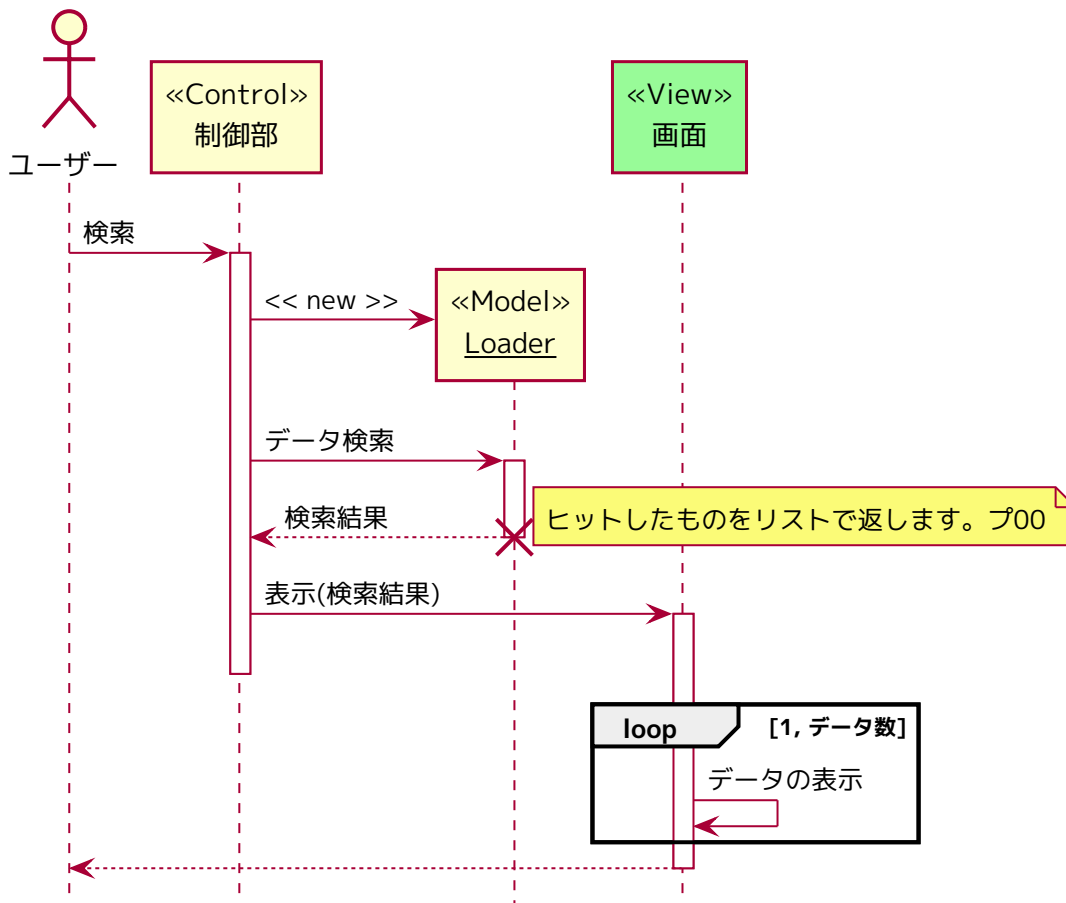 ユーザー
«Control»
制御部
«View»
画面
検索
<< new >>
«Model»
Loader
データ検索
検索結果
ヒットしたものをリストで返します。プ00
表示(検索結果)
loop
[1, データ数]
データの表示